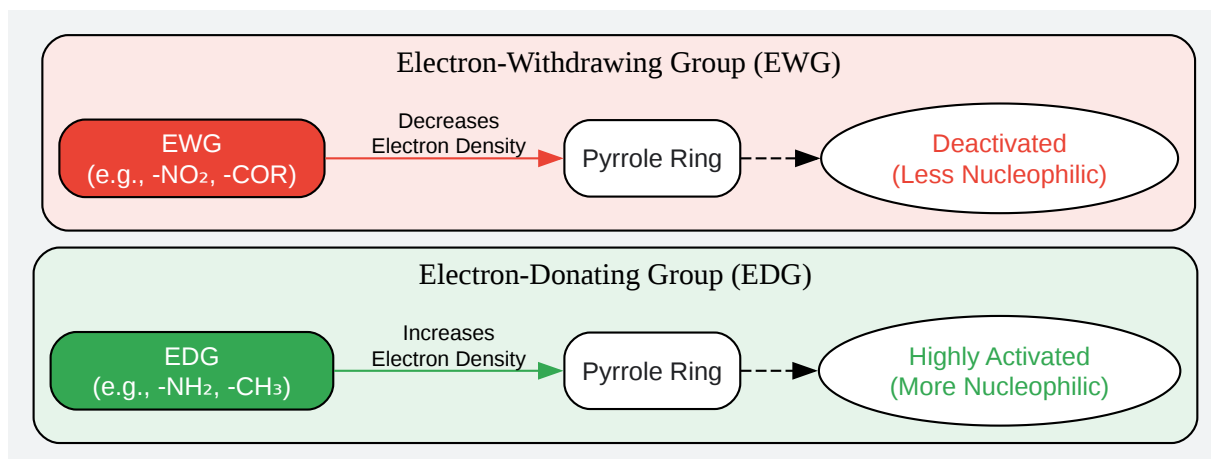 Electron-Withdrawing Group (EWG)
EWG
(e.g., -NO₂, -COR)
Decreases
Electron Density
Pyrrole Ring
Deactivated
(Less Nucleophilic)
Electron-Donating Group (EDG)
EDG
(e.g., -NH₂, -CH₃)
Increases
Electron Density
Pyrrole Ring
Highly Activated
(More Nucleophilic)